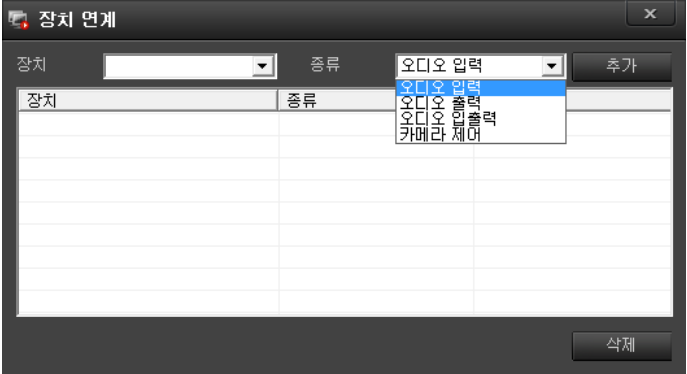 장치 연계
장치 종류 오디오 입력 추가
장치 종류
오디오 입력
오디오 출력
오디오 입출력
카메라 제어
삭제